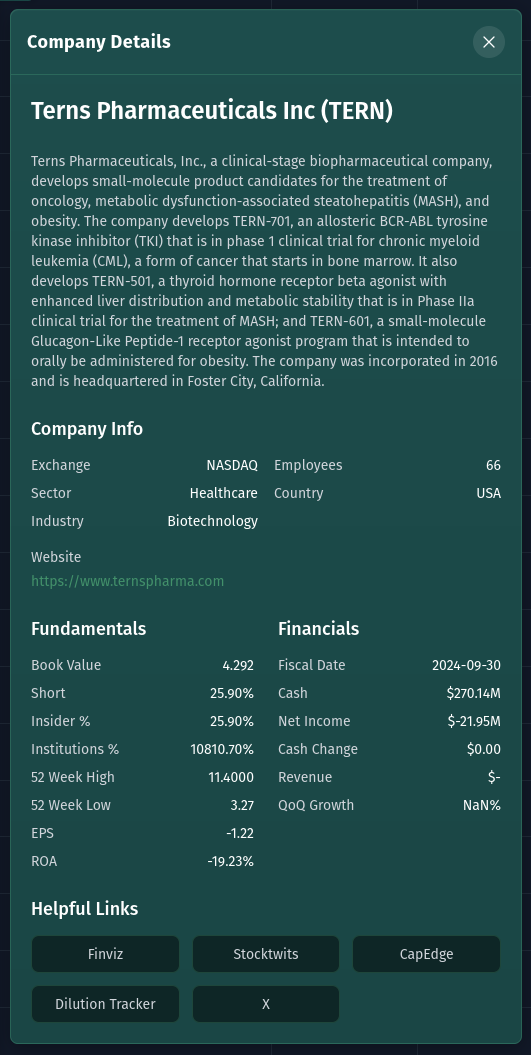 Company Details
Terns Pharmaceuticals Inc (TERN)
Terns Pharmaceuticals, Inc., a clinical-stage biopharmaceutical company,
develops small-molecule product candidates for the treatment of
oncology, metabolic dysfunction-associated steatohepatitis (MASH), and
obesity. The company develops TERN-701, an allosteric BCR-ABL tyrosine
kinase inhibitor (TKI) that is in phase 1 clinical trial for chronic myeloid
leukemia (CML), a form of cancer that starts in bone marrow. It also
develops TERN-501, a thyroid hormone receptor beta agonist with
enhanced liver distribution and metabolic stability that is in Phase IIa
clinical trial for the treatment of MASH; and TERN-601, a small-molecule
Glucagon-Like Peptide-1 receptor agonist program that is intended to
orally be administered for obesity. The company was incorporated in 2016
and is headquartered in Foster City, California.
Company Info
Exchange NASDAQ Employees 66
Sector Healthcare Country USA
Industry Biotechnology
Website
https://www.ternspharma.com
Fundamentals Financials
Book Value 4.292 Fiscal Date 2024-09-30
Short 25.90% Cash $270.14M
Insider % 25.90% Net Income $-21.95M
Institutions % 10810.70% Cash Change $0.00
52 Week High 11.4000 Revenue $-
52 Week Low 3.27 QoQ Growth NaN%
EPS -1.22
ROA -19.23%
Helpful Links
Finviz Stocktwits CapEdge
Dilution Tracker X